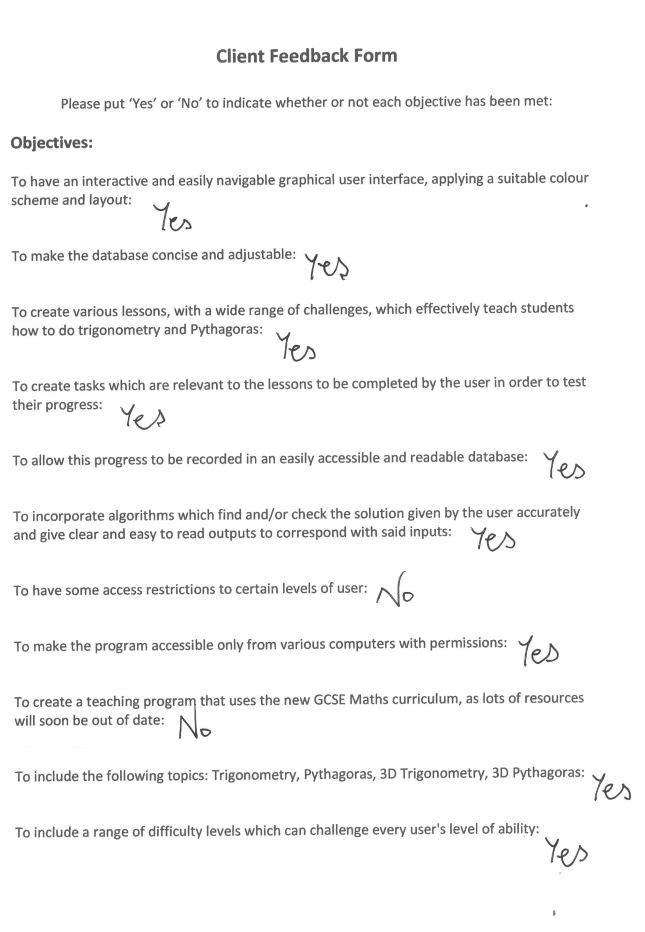 Client Feedback Form
Please put ‘Yes’ or ‘No’ to indicate whether or not each objective has been met:
Objectives:
To have an interactive and easily navigable graphical user interface, applying a suitable colour
scheme and layout: Yes
To make the database concise and adjustable: Yes
To create various lessons, with a wide range of challenges, which effectively teach students
how to do trigonometry and Pythagoras: Yes
To create tasks which are relevant to the lessons to be completed by the user in order to test
their progress: Yes
To allow this progress to be recorded in an easily accessible and readable database: Yes
To incorporate algorithms which find and/or check the solution given by the user accurately
and give clear and easy to read outputs to correspond with said inputs: Yes
To have some access restrictions to certain levels of user: No
To make the program accessible only from various computers with permissions: Yes
To create a teaching program that uses the new GCSE Maths curriculum, as lots of resources
will soon be out of date: No
To include the following topics: Trigonometry, Pythagoras, 3D Trigonometry, 3D Pythagoras: Yes
To include a range of difficulty levels which can challenge every user's level of ability: Yes